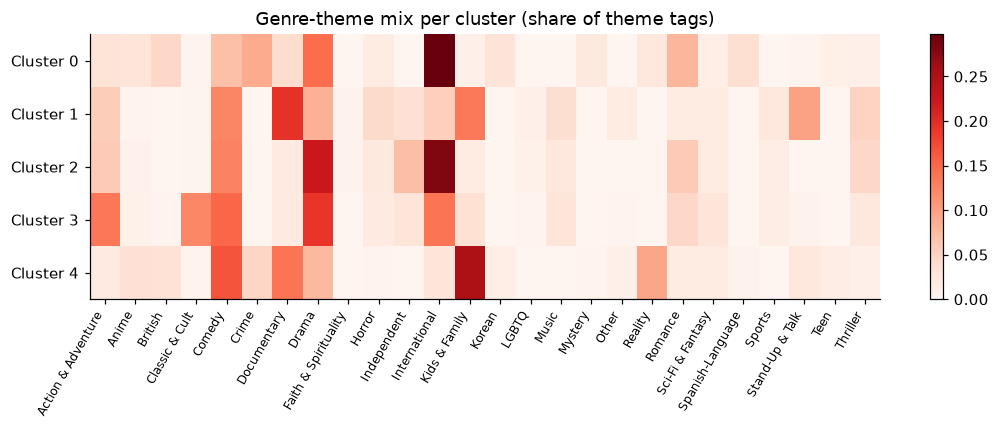 Genre-theme mix per cluster (share of theme tags)
Cluster 0
Cluster 1
Cluster 2
Cluster 3
Cluster 4
Action & Adventure
Anime
British
Classic & Cult
Comedy
Crime
Documentary
Drama
Faith & Spirituality
Horror
Independent
International
Kids & Family
Korean
LGBTQ
Music
Mystery
Other
Reality
Romance
Sci-Fi & Fantasy
Spanish-Language
Sports
Stand-Up & Talk
Teen
Thriller
0.25
0.20
0.15
0.10
0.05
0.00